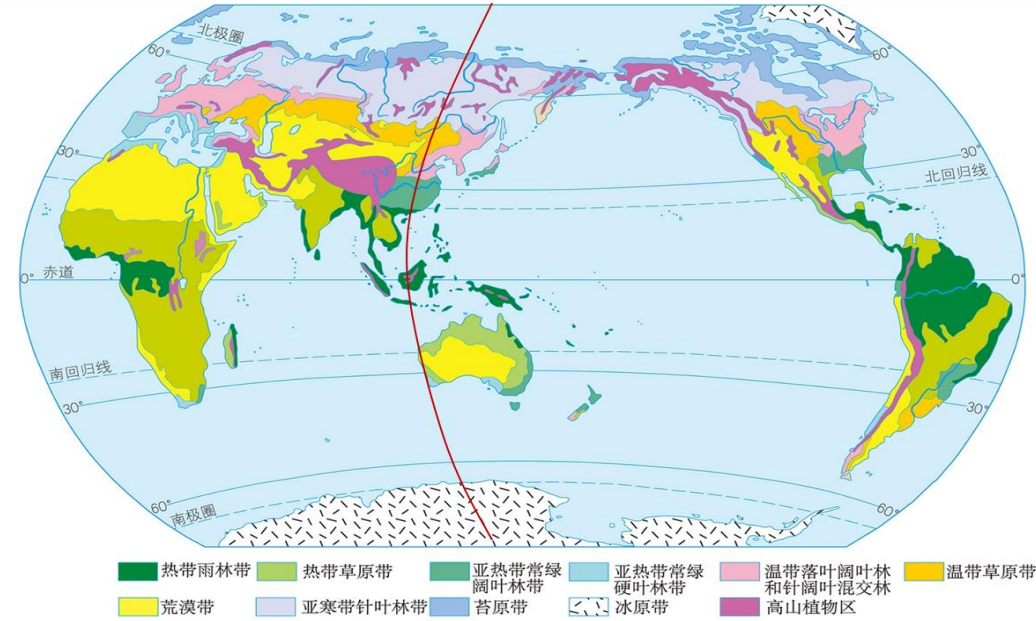 北极圈
60°
60°
30°
30°
北回归线
0°
赤道
0°
南回归线
30°
30°
60°
南极圈
60°
热带雨林带
热带草原带
亚热带常绿
阔叶林带
亚热带常绿
硬叶林带
温带落叶阔叶林
和针阔叶混交林
温带草原带
荒漠带
亚寒带针叶林带
苔原带
冰原带
高山植物区